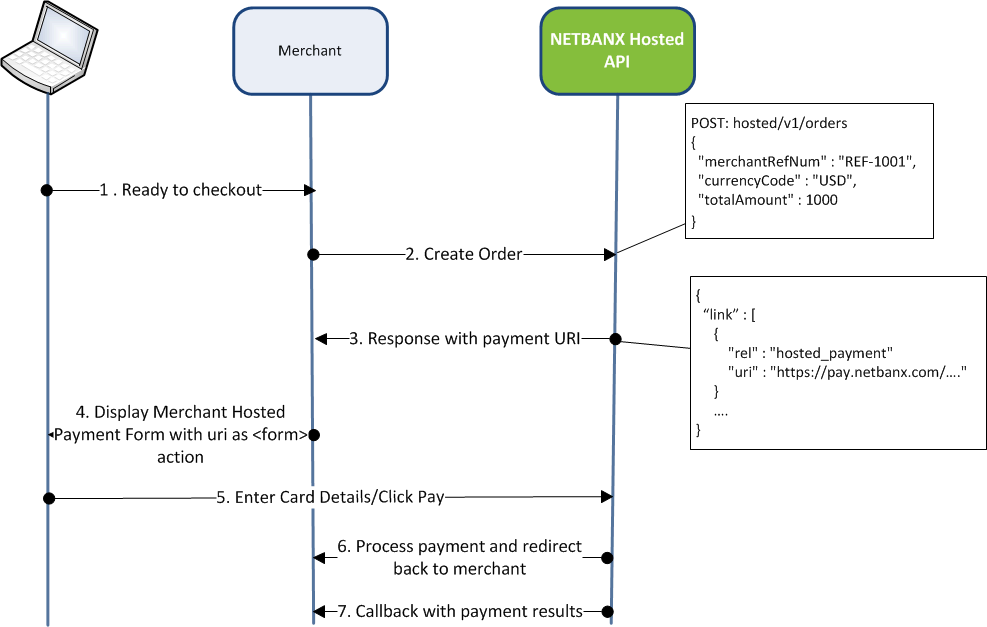 Merchant
NETBANX Hosted
API
POST: hosted/v1/orders
{
"merchantRefNum" : "REF-1001",
"currencyCode" : "USD",
"totalAmount" : 1000
}
1 . Ready to checkout
2. Create Order
{
“link” : [
{
"rel" : "hosted_payment"
"uri" : "https://pay.netbanx.com/…."
}
….
}
3. Response with payment URI
4. Display Merchant Hosted
Payment Form with uri as <form>
action
5. Enter Card Details/Click Pay
6. Process payment and redirect
back to merchant
7. Callback with payment results